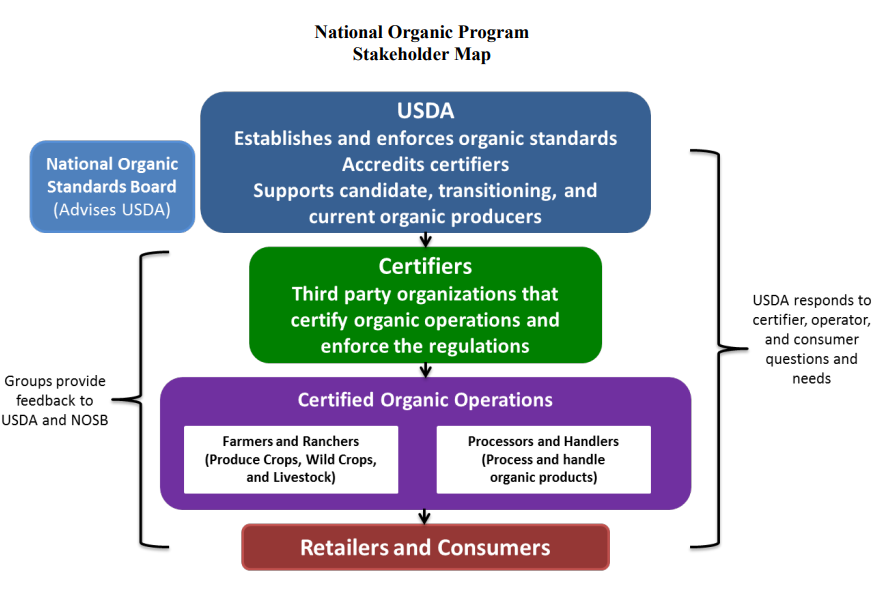 National Organic Program
Stakeholder Map
USDA
Establishes and enforces organic standards
Accredits certifiers
Supports candidate, transitioning, and
current organic producers
National Organic
Standards Board
(Advises USDA)
Certifiers
Third party organizations that
certify organic operations and
enforce the regulations
USDA responds to
certifier, operator,
and consumer
questions and
needs
Groups provide
feedback to
USDA and NOSB
Certified Organic Operations
Farmers and Ranchers
(Produce Crops, Wild Crops,
and Livestock)
Processors and Handlers
(Process and handle
organic products)
Retailers and Consumers